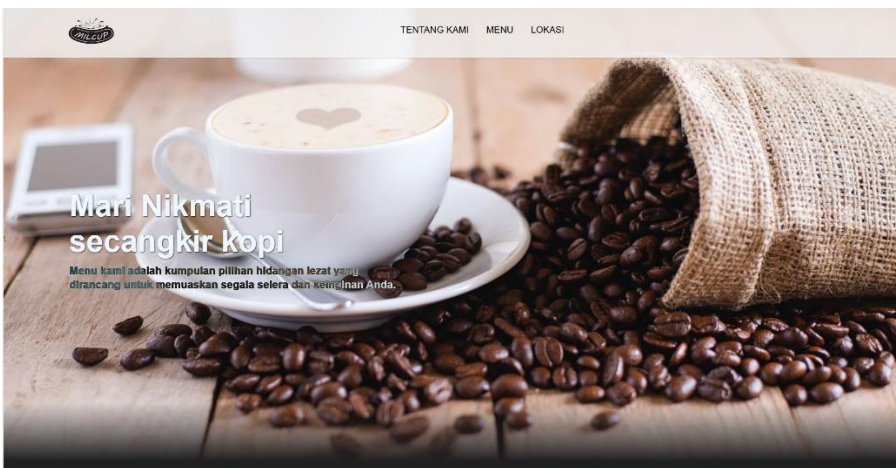 MILCUP
TENTANG KAMI MENU LOKASI
Mari Nikmati
secangkir kopi
Menu kami adalah kumpulan pilihan hidangan lezat yang
dirancang untuk memuaskan segala selera dan keinginan Anda.